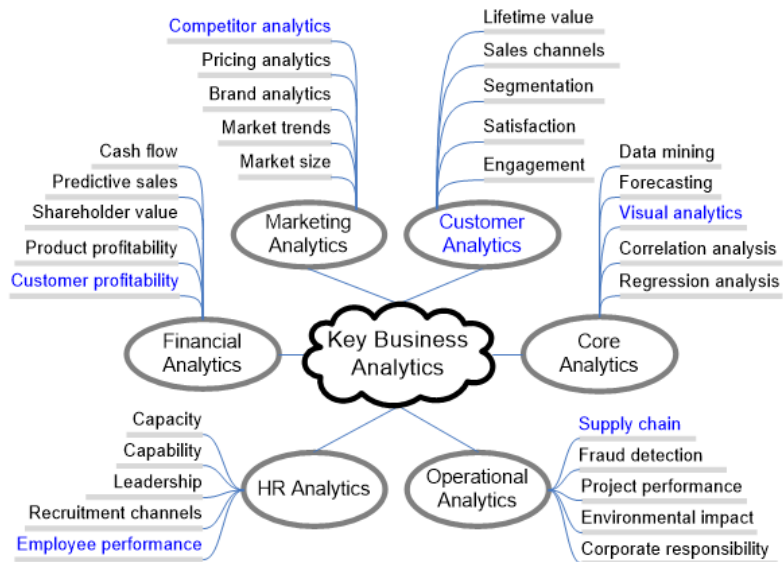 Competitor analytics
Pricing analytics
Brand analytics
Market trends
Market size
Marketing
Analytics
Lifetime value
Sales channels
Segmentation
Satisfaction
Engagement
Customer
Analytics
Cash flow
Predictive sales
Shareholder value
Product profitability
Customer profitability
Financial
Analytics
Data mining
Forecasting
Visual analytics
Correlation analysis
Regression analysis
Core
Analytics
Key Business
Analytics
Capacity
Capability
Leadership
Recruitment channels
Employee performance
HR Analytics
Supply chain
Fraud detection
Project performance
Environmental impact
Corporate responsibility
Operational
Analytics